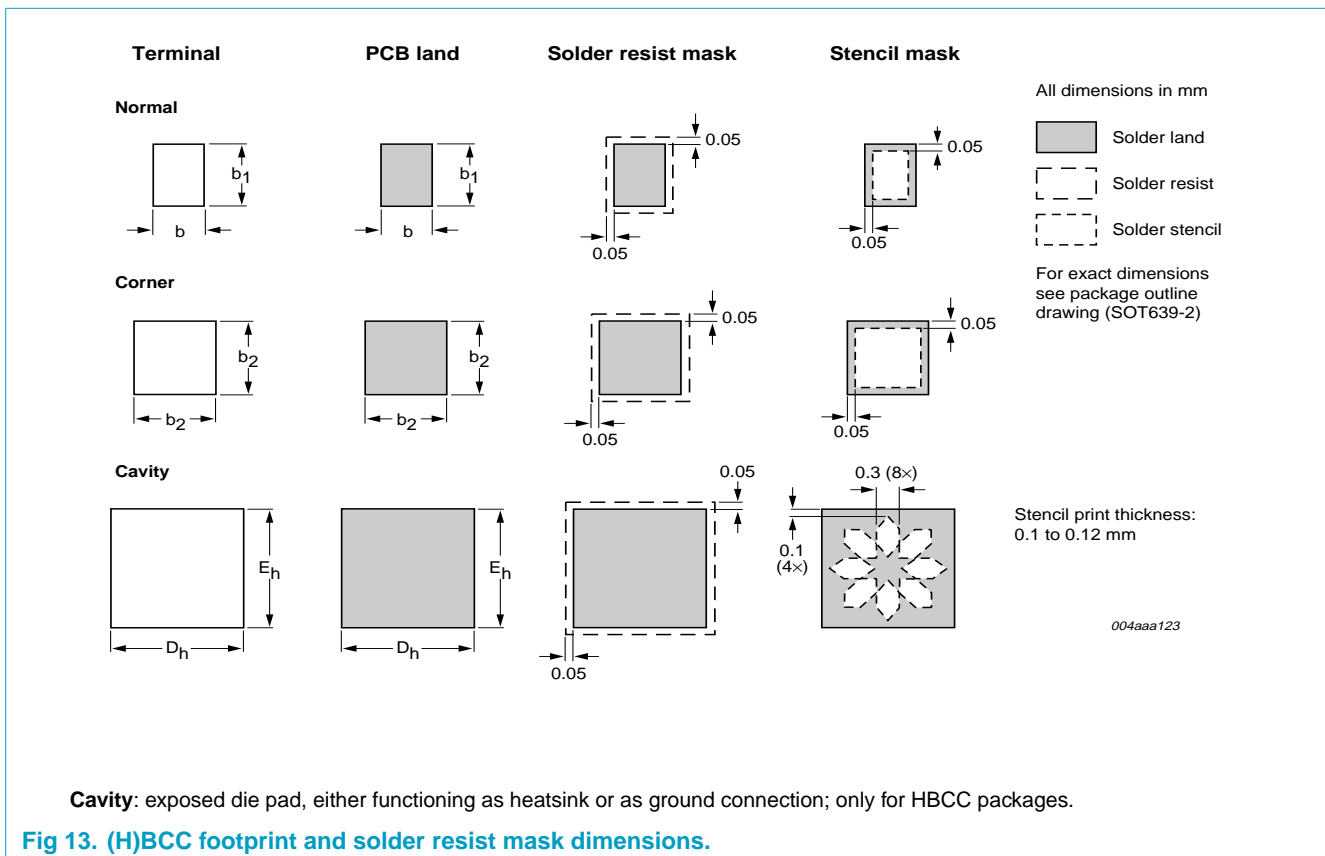 Terminal PCB land Solder resist mask Stencil mask
All dimensions in mm
Solder land
Solder resist
Solder stencil
For exact dimensions
see package outline
drawing (SOT639-2)
Normal
b1
b
b1
b
0.05
0.05
0.05
0.05
Corner
b2
b2
b2
b2
0.05
0.05
0.05
0.05
Cavity
Eh
Dh
Eh
Dh
0.05
0.05
0.3 (8×)
0.1
(4×)
Stencil print thickness:
0.1 to 0.12 mm
004aaa123
Cavity: exposed die pad, either functioning as heatsink or as ground connection; only for HBCC packages.
Fig 13. (H)BCC footprint and solder resist mask dimensions.